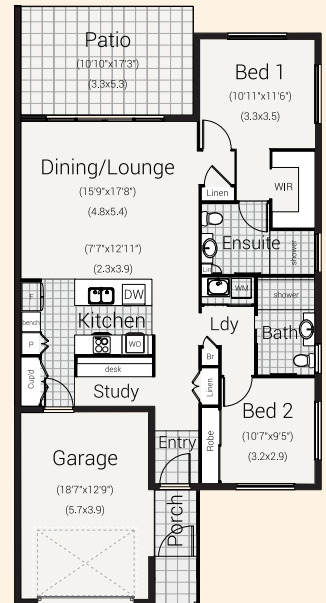 Patio
(10'10"x17'3")
(3.3x5.3)
Bed 1
(10'11"x11'6")
(3.3x3.5)
Dining/Lounge
(15'9"x17'8")
(4.8x5.4)
(7'7"x12'11")
(2.3x3.9)
Linen
WIR
Ensuite
shower
Lin
F
DW
WM
shower
bench
Kitchen
Ldy
Bath
P
WO
Br
desk
Cup'd
Study
Linen
Bed 2
(10'7"x9'5")
(3.2x2.9)
Robe
Entry
Garage
(18'7"x12'9")
(5.7x3.9)
Porch